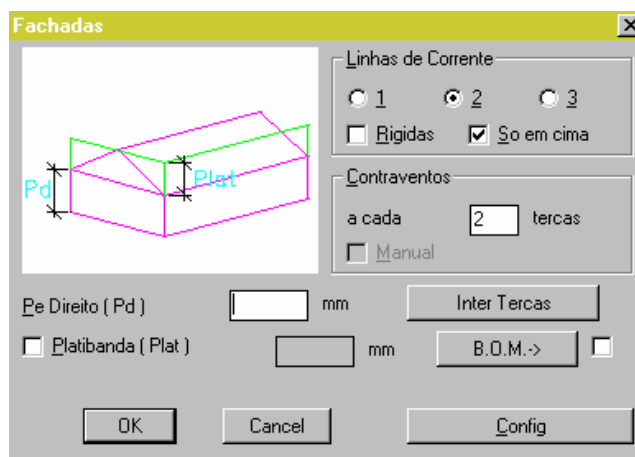 Fachadas
Linhas de Corrente
1 2 3
Rigidas So em cima
Pd Plat
Contraventos
a cada 2 tercas
Manual
Pe Direito ( Pd ) mm Inter Tercas
Platibanda ( Plat ) mm B.O.M.->
OK Cancel Config